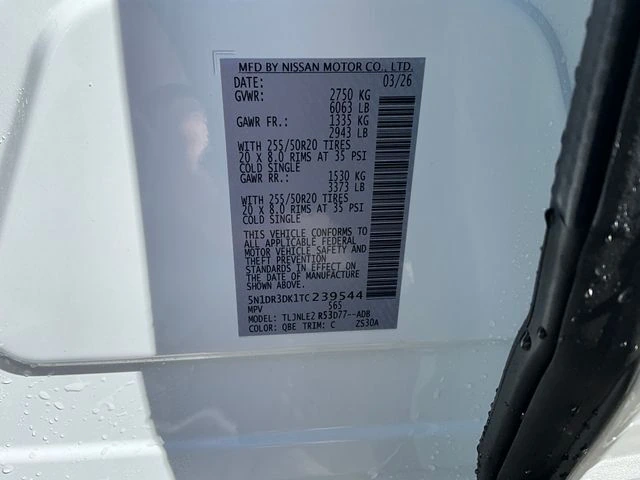 MFD BY NISSAN MOTOR CO., LTD.
DATE: 03/26
GVWR: 2750 KG
6063 LB
GAWR FR.: 1335 KG
2943 LB
WITH 255/50R20 TIRES
20 X 8.0 RIMS AT 35 PSI
COLD SINGLE
GAWR RR.: 1530 KG
3373 LB
WITH 255/50R20 TIRES
20 X 8.0 RIMS AT 35 PSI
COLD SINGLE
THIS VEHICLE CONFORMS TO
ALL APPLICABLE FEDERAL
MOTOR VEHICLE SAFETY AND
THEFT PREVENTION
STANDARDS IN EFFECT ON
THE DATE OF MANUFACTURE
SHOWN ABOVE.
5N1DR3DK1TC239544
MPV 565
MODEL: TLJNLEZ R53D77--ADB
COLOR: QBE TRIM: C ZS30A